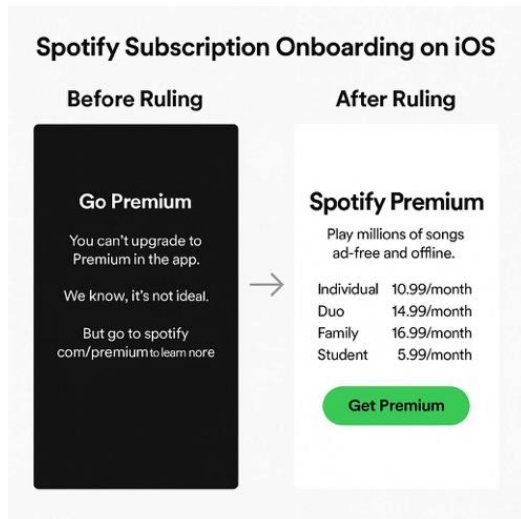 Spotify Subscription Onboarding on iOS
Before Ruling
Go Premium
You can't upgrade to
Premium in the app.
We know, it's not ideal.
But go to spotify
com/premium to learn nore
After Ruling
Spotify Premium
Play millions of songs
ad-free and offline.
Individual 10.99/month
Duo 14.99/month
Family 16.99/month
Student 5.99/month
Get Premium